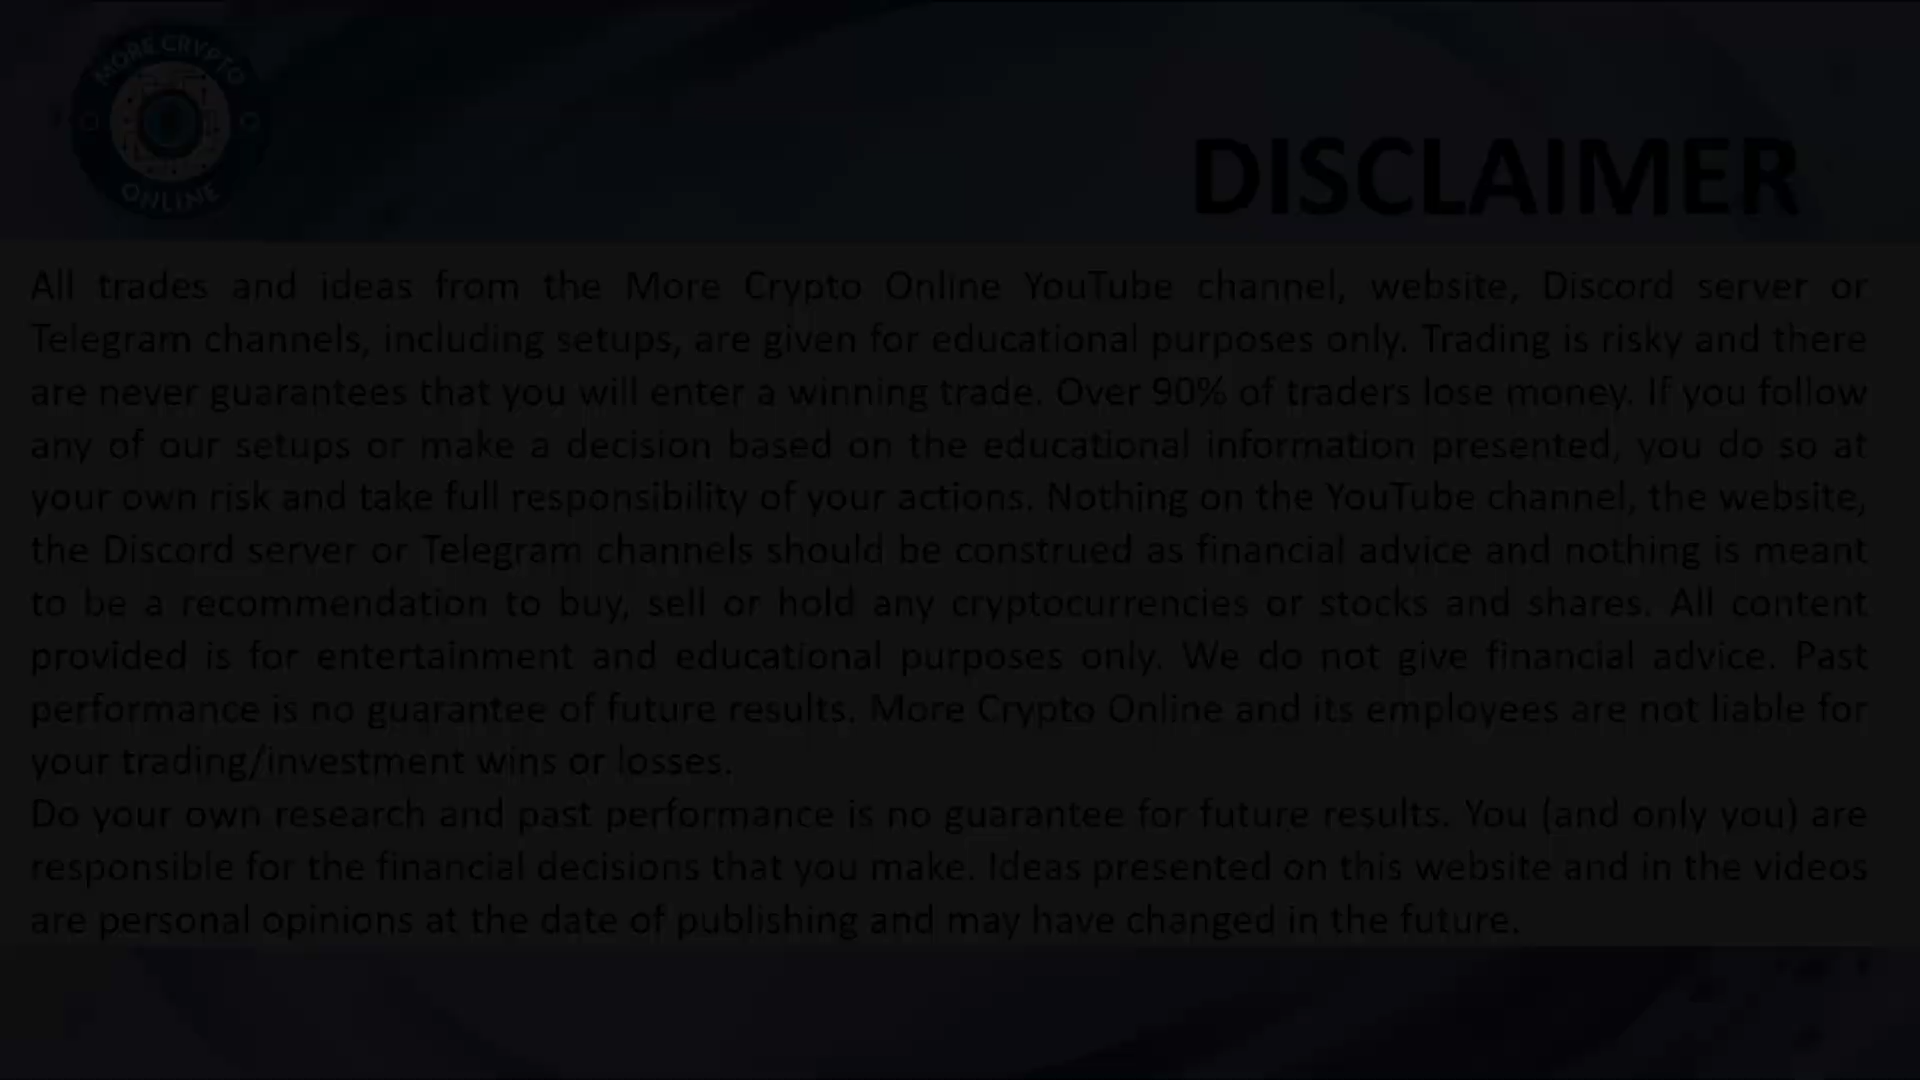 MORE CRYPTO
ONLINE
DISCLAIMER
All trades and ideas from the More Crypto Online YouTube channel, website, Discord server or
Telegram channels, including setups, are given for educational purposes only. Trading is risky and there
are never guarantees that you will enter a winning trade. Over 90% of traders lose money. If you follow
any of our setups or make a decision based on the educational information presented, you do so at
your own risk and take full responsibility of your actions. Nothing on the YouTube channel, the website,
the Discord server or Telegram channels should be construed as financial advice and nothing is meant
to be a recommendation to buy, sell or hold any cryptocurrencies or stocks and shares. All content
provided is for entertainment and educational purposes only. We do not give financial advice. Past
performance is no guarantee of future results. More Crypto Online and its employees are not liable for
your trading/investment wins or losses.
Do your own research and past performance is no guarantee for future results. You (and only you) are
responsible for the financial decisions that you make. Ideas presented on this website and in the videos
are personal opinions at the date of publishing and may have changed in the future.